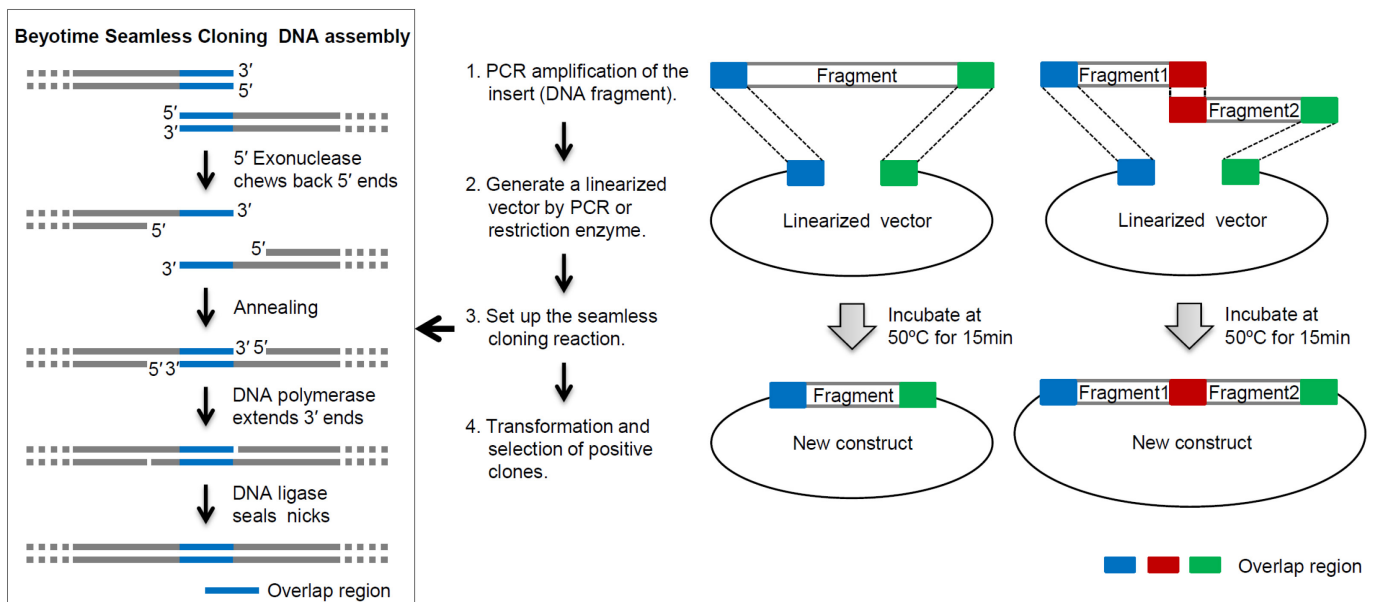 Beyotime Seamless Cloning DNA assembly
3′
5′
5′
3′
5′ Exonuclease
chews back 5′ ends
3′
5′
5′
3′
Annealing
3′ 5′
5′ 3′
DNA polymerase
extends 3′ ends
DNA ligase
seals nicks
Overlap region
1. PCR amplification of the
insert (DNA fragment).
2. Generate a linearized
vector by PCR or
restriction enzyme.
3. Set up the seamless
cloning reaction.
4. Transformation and
selection of positive
clones.
Fragment
Linearized vector
Incubate at
50ºC for 15min
Fragment
New construct
Fragment1
Fragment2
Linearized vector
Incubate at
50ºC for 15min
Fragment1 Fragment2
New construct
Overlap region